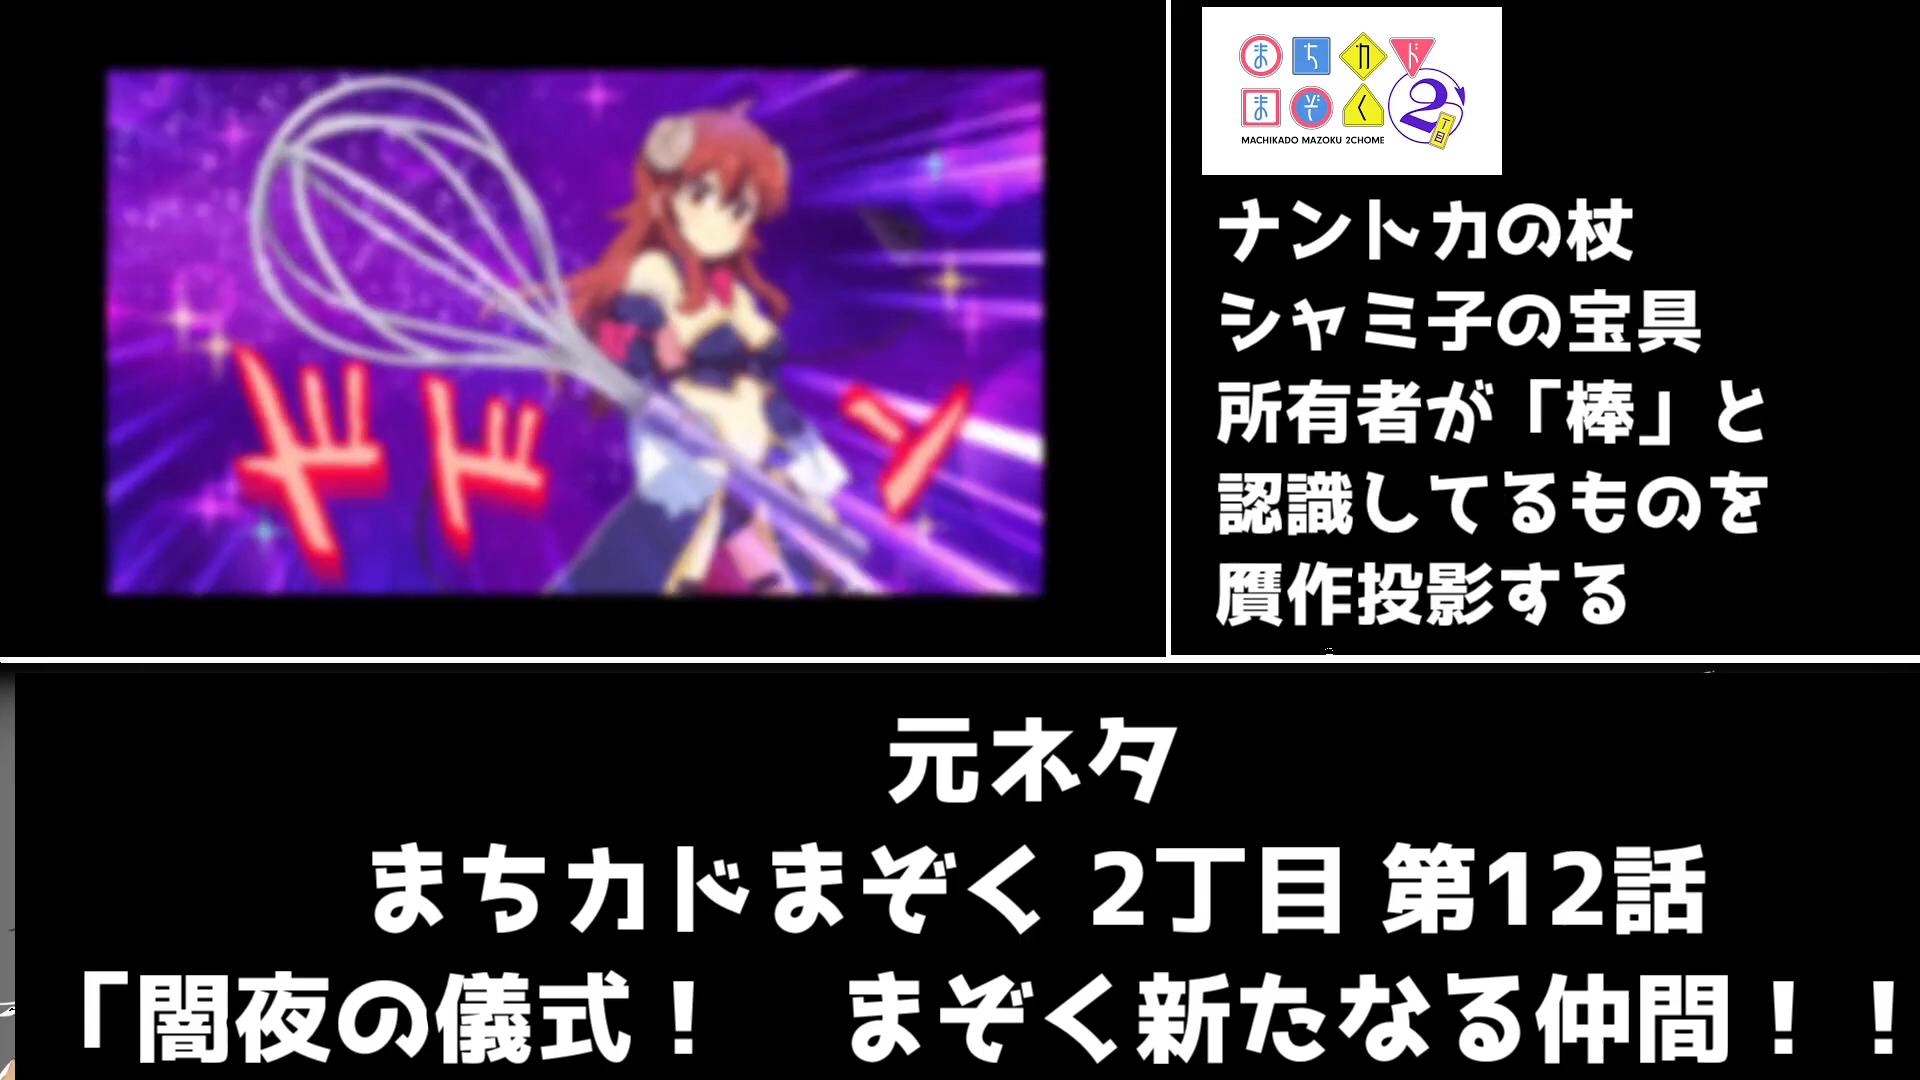 ドドン
まちカド
まぞく2丁目
MACHIKADO MAZOKU 2CHOME
ナントカの杖
シャミ子の宝具
所有者が「棒」と
認識してるものを
贋作投影する
元ネタ
まちカドまぞく 2丁目 第12話
「闇夜の儀式！　まぞく新たなる仲間！！